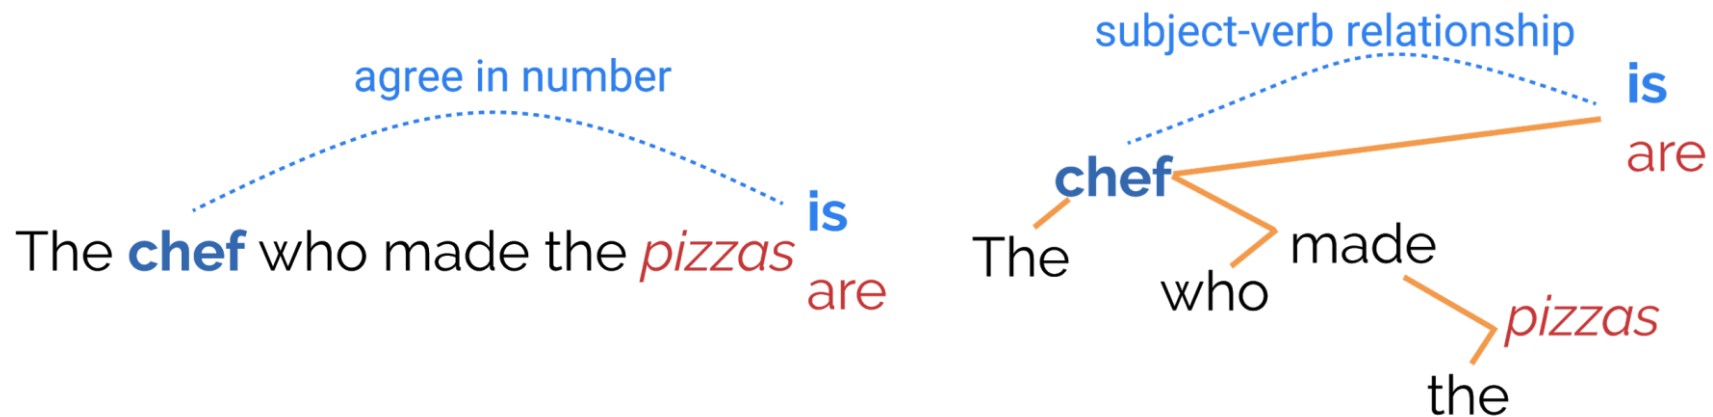 agree in number
is
The chef who made the pizzas
are
subject-verb relationship
is
are
chef
The
made
who
pizzas
the